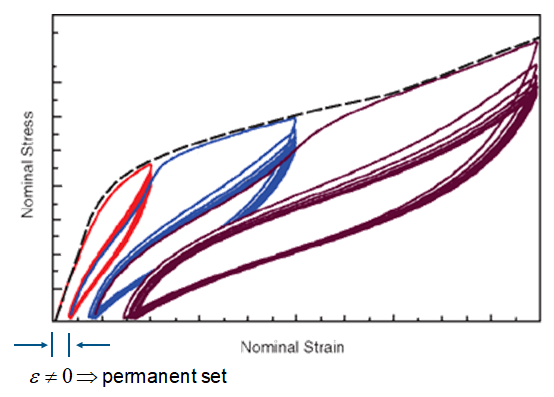 Nominal Stress
Nominal Strain
ε ≠ 0 ⇒ permanent set